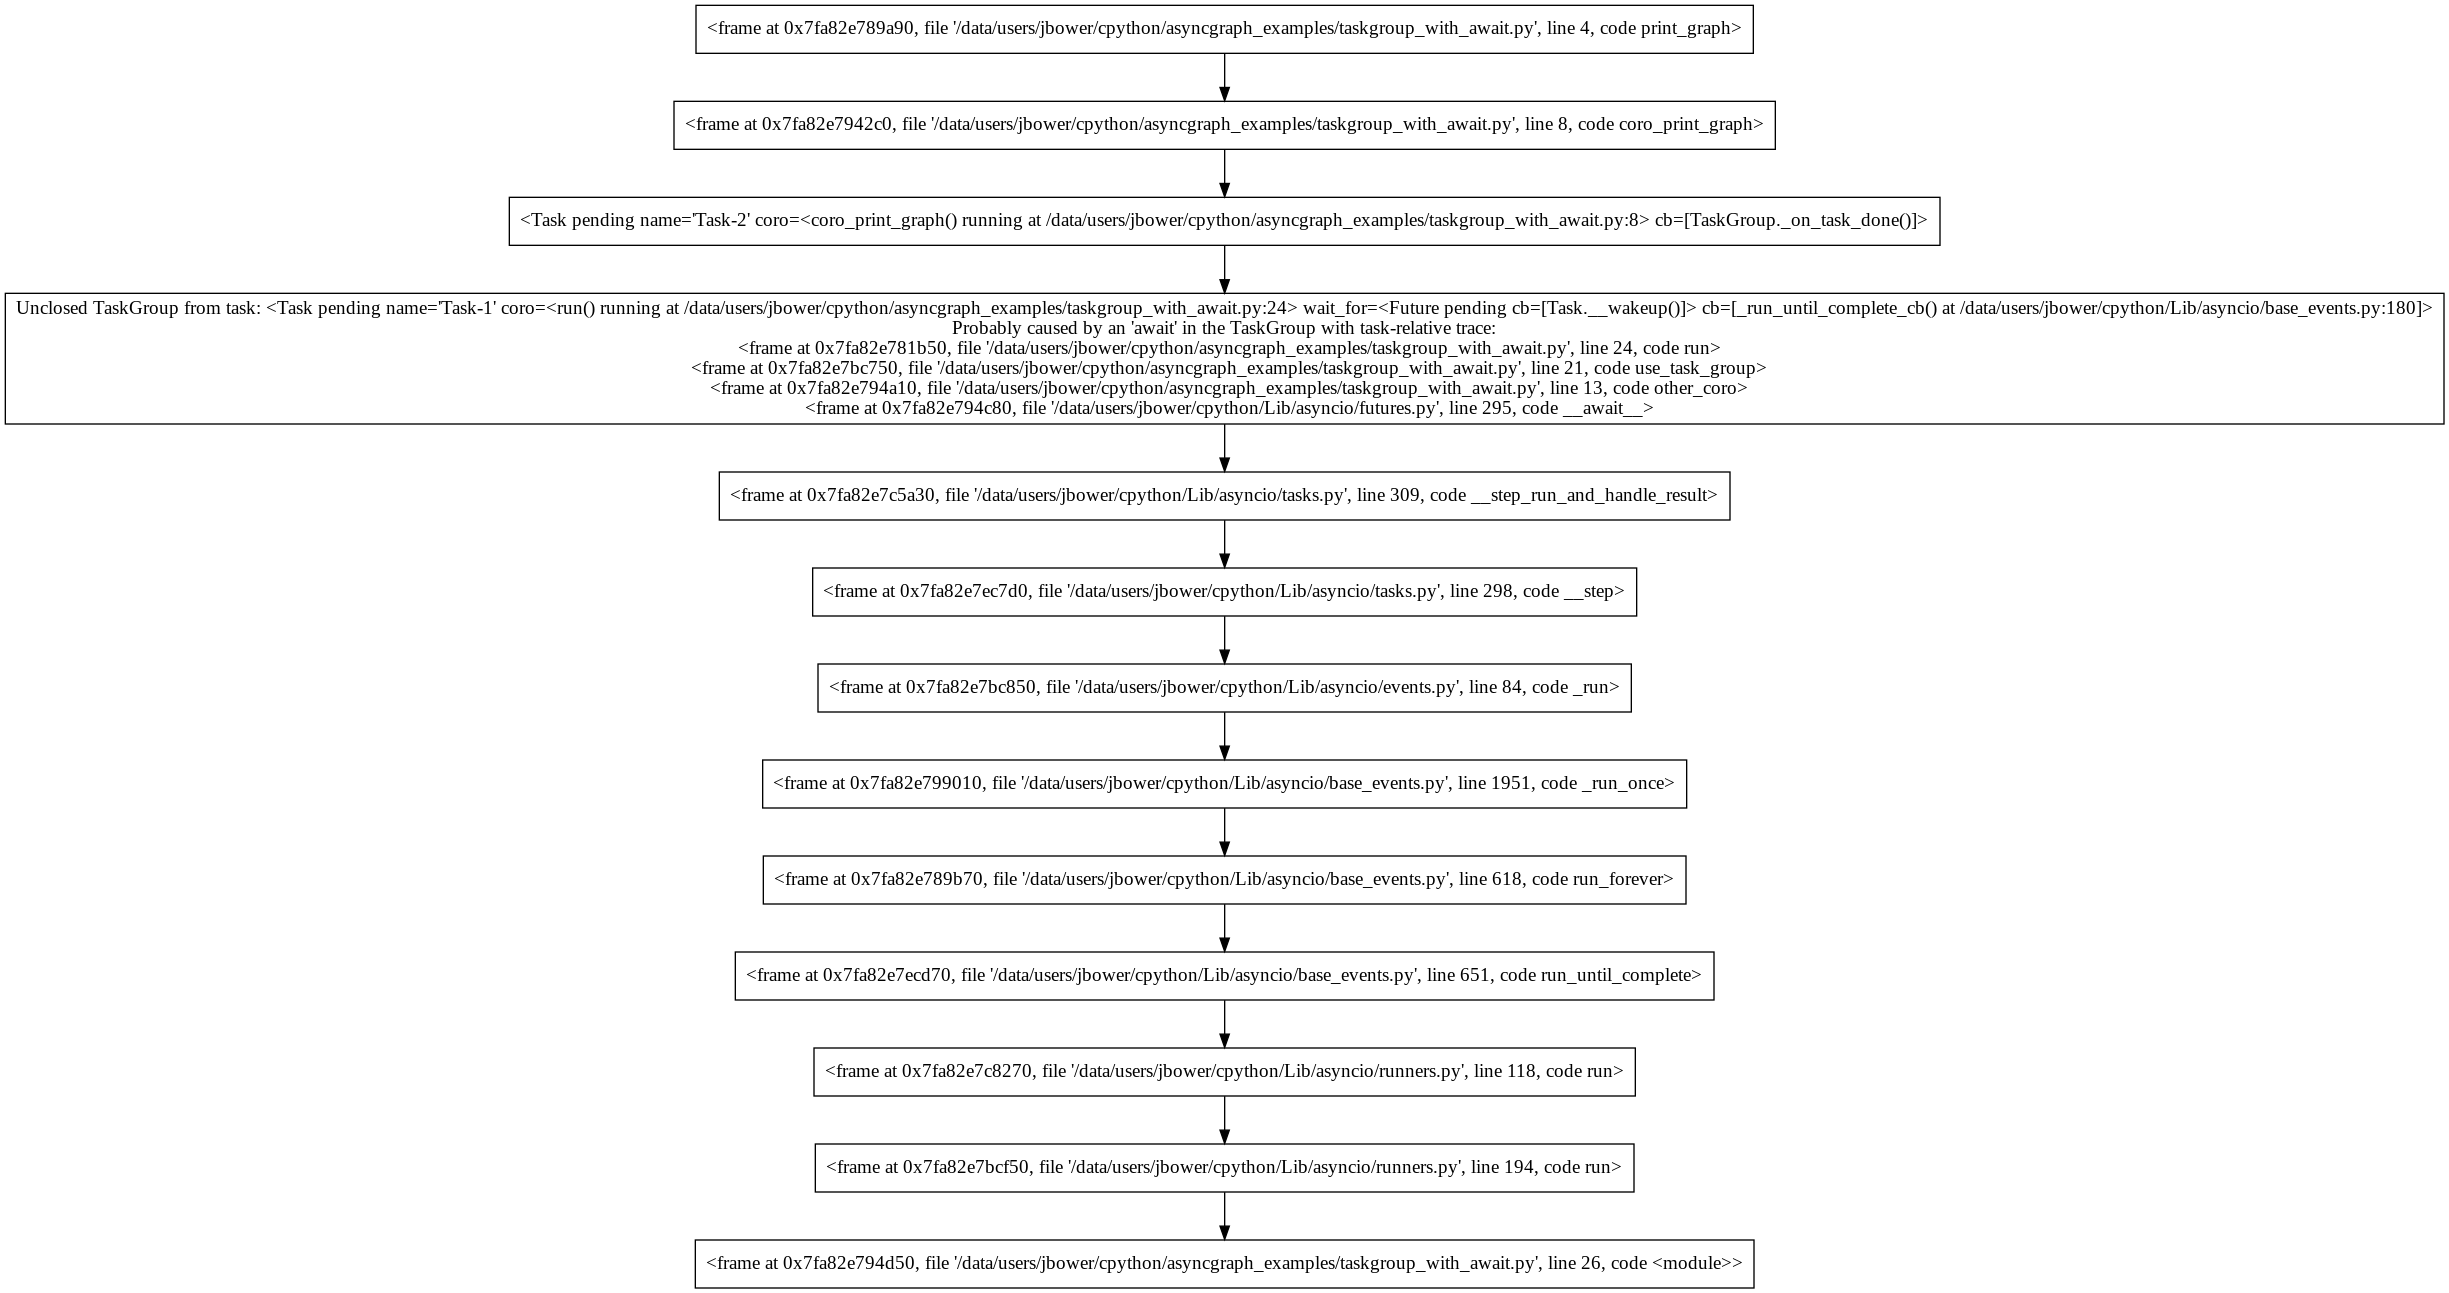 <frame at 0x7fa82e789a90, file '/data/users/jbower/cpython/asyncgraph_examples/taskgroup_with_await.py', line 4, code print_graph>
<frame at 0x7fa82e7942c0, file '/data/users/jbower/cpython/asyncgraph_examples/taskgroup_with_await.py', line 8, code coro_print_graph>
<Task pending name='Task-2' coro=<coro_print_graph() running at /data/users/jbower/cpython/asyncgraph_examples/taskgroup_with_await.py:8> cb=[TaskGroup._on_task_done()]>
Unclosed TaskGroup from task: <Task pending name='Task-1' coro=<run() running at /data/users/jbower/cpython/asyncgraph_examples/taskgroup_with_await.py:24> wait_for=<Future pending cb=[Task.__wakeup()]> cb=[_run_until_complete_cb() at /data/users/jbower/cpython/Lib/asyncio/base_events.py:180]>
Probably caused by an 'await' in the TaskGroup with task-relative trace:
<frame at 0x7fa82e781b50, file '/data/users/jbower/cpython/asyncgraph_examples/taskgroup_with_await.py', line 24, code run>
<frame at 0x7fa82e7bc750, file '/data/users/jbower/cpython/asyncgraph_examples/taskgroup_with_await.py', line 21, code use_task_group>
<frame at 0x7fa82e794a10, file '/data/users/jbower/cpython/asyncgraph_examples/taskgroup_with_await.py', line 13, code other_coro>
<frame at 0x7fa82e794c80, file '/data/users/jbower/cpython/Lib/asyncio/futures.py', line 295, code __await__>
<frame at 0x7fa82e7c5a30, file '/data/users/jbower/cpython/Lib/asyncio/tasks.py', line 309, code __step_run_and_handle_result>
<frame at 0x7fa82e7ec7d0, file '/data/users/jbower/cpython/Lib/asyncio/tasks.py', line 298, code __step>
<frame at 0x7fa82e7bc850, file '/data/users/jbower/cpython/Lib/asyncio/events.py', line 84, code _run>
<frame at 0x7fa82e799010, file '/data/users/jbower/cpython/Lib/asyncio/base_events.py', line 1951, code _run_once>
<frame at 0x7fa82e789b70, file '/data/users/jbower/cpython/Lib/asyncio/base_events.py', line 618, code run_forever>
<frame at 0x7fa82e7ecd70, file '/data/users/jbower/cpython/Lib/asyncio/base_events.py', line 651, code run_until_complete>
<frame at 0x7fa82e7c8270, file '/data/users/jbower/cpython/Lib/asyncio/runners.py', line 118, code run>
<frame at 0x7fa82e7bcf50, file '/data/users/jbower/cpython/Lib/asyncio/runners.py', line 194, code run>
<frame at 0x7fa82e794d50, file '/data/users/jbower/cpython/asyncgraph_examples/taskgroup_with_await.py', line 26, code <module>>